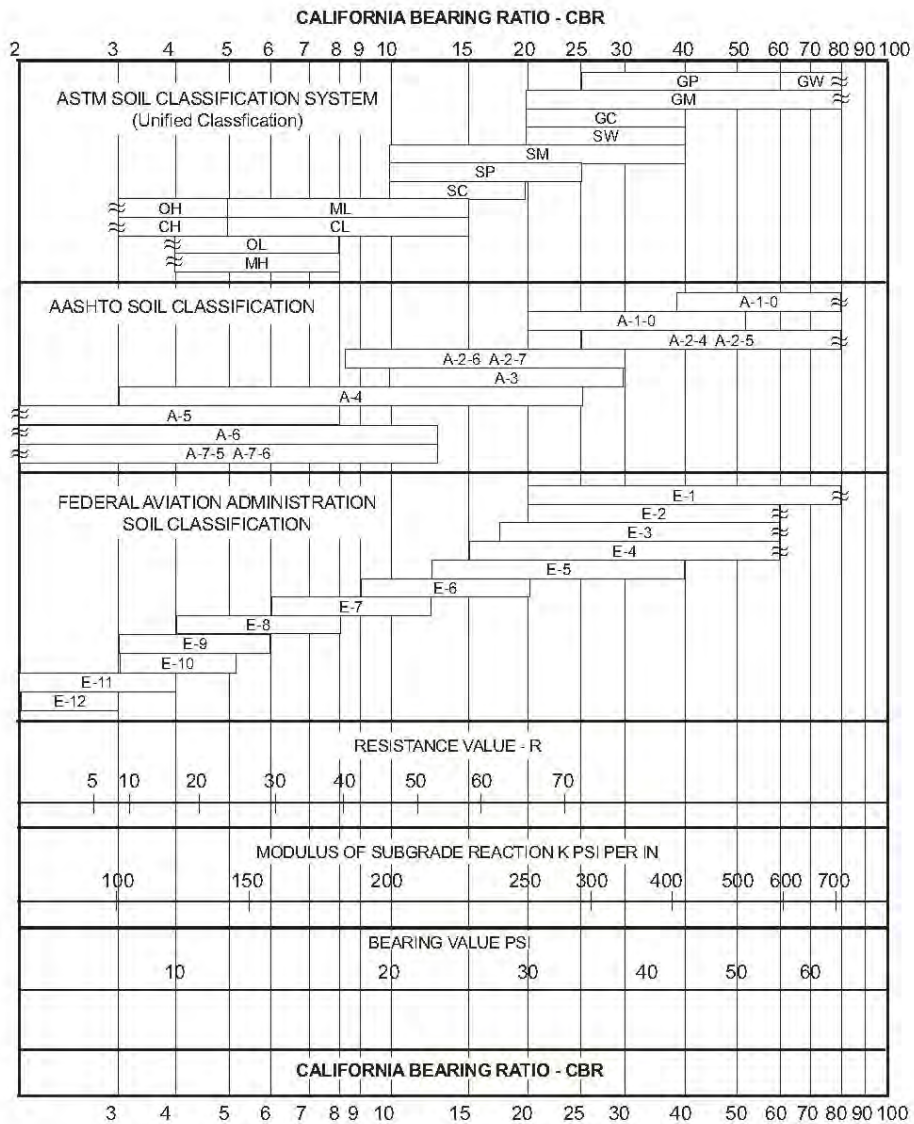 CALIFORNIA BEARING RATIO - CBR
2 3 4 5 6 7 8 9 10 15 20 25 30 40 50 60 70 80 90 100
ASTM SOIL CLASSIFICATION SYSTEM
(Unified Classfication)
GP GW
GM
GC
SW
SM
SP
SC
OH ML
CH CL
OL
MH
AASHTO SOIL CLASSIFICATION
A-1-0
A-1-0
A-2-4 A-2-5
A-2-6 A-2-7
A-3
A-4
A-5
A-6
A-7-5 A-7-6
FEDERAL AVIATION ADMINISTRATION
SOIL CLASSIFICATION
E-1
E-2
E-3
E-4
E-5
E-6
E-7
E-8
E-9
E-10
E-11
E-12
RESISTANCE VALUE - R
5 10 20 30 40 50 60 70
MODULUS OF SUBGRADE REACTION K PSI PER IN
100 150 200 250 300 400 500 600 700
BEARING VALUE PSI
10 20 30 40 50 60
CALIFORNIA BEARING RATIO - CBR
3 4 5 6 7 8 9 10 15 20 25 30 40 50 60 70 80 90 100